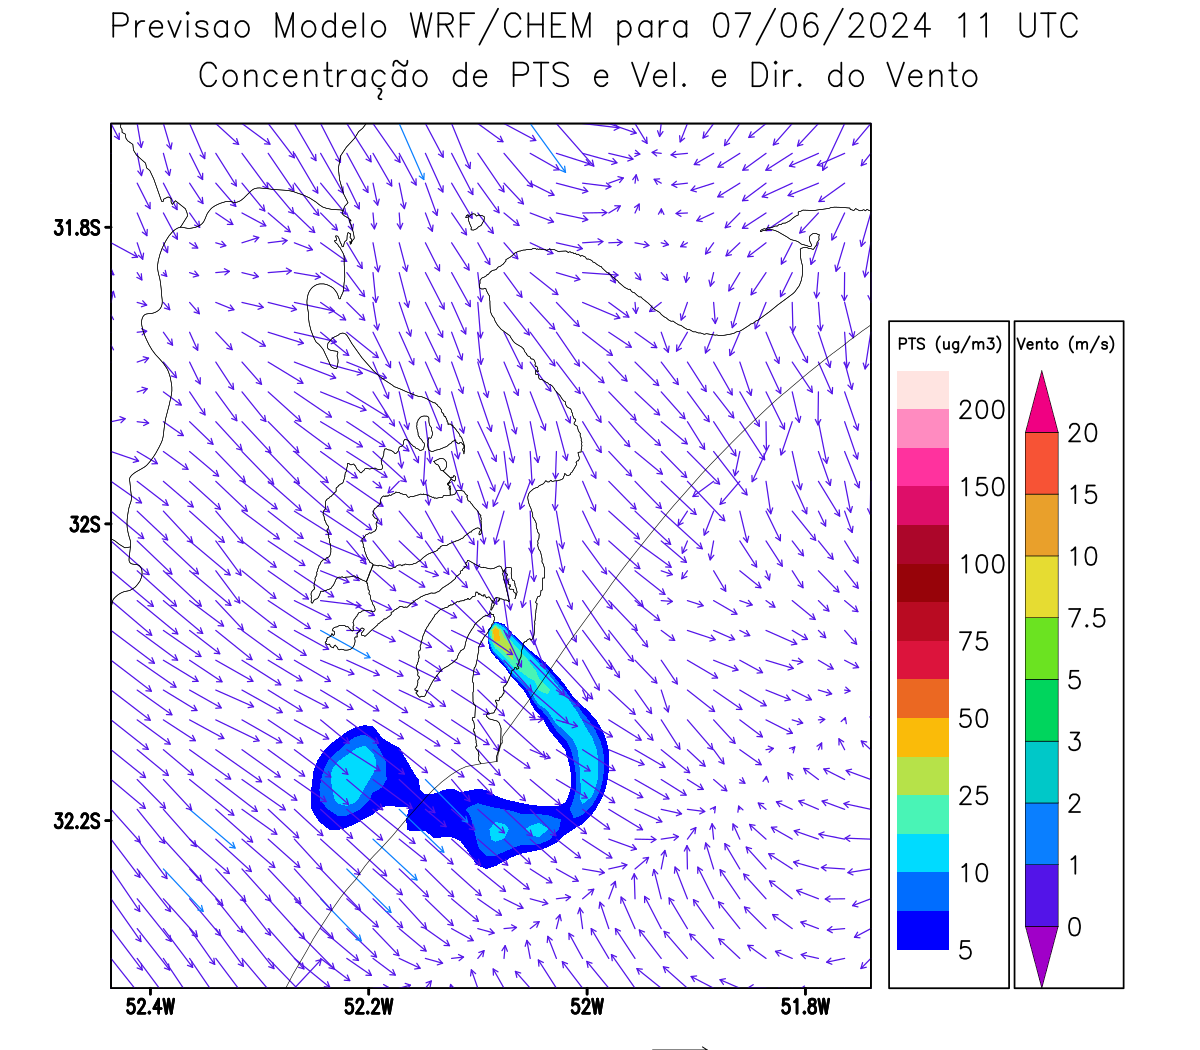 Previsao Modelo WRF/CHEM para 07/06/2024 11 UTC
Concentração de PTS e Vel. e Dir. do Vento
31.8S
32S
32.2S
52.4W 52.2W 52W 51.8W
PTS (ug/m3)
200
150
100
75
50
25
10
5
Vento (m/s)
20
15
10
7.5
5
3
2
1
0